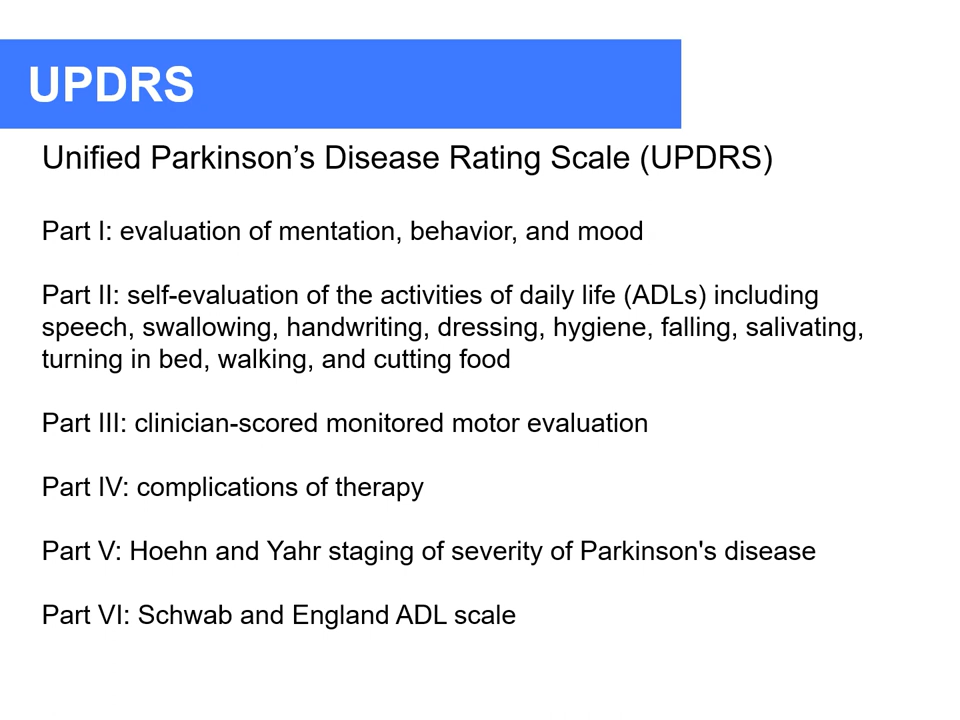 UPDRS
Unified Parkinson’s Disease Rating Scale (UPDRS)
Part I: evaluation of mentation, behavior, and mood
Part II: self-evaluation of the activities of daily life (ADLs) including
speech, swallowing, handwriting, dressing, hygiene, falling, salivating,
turning in bed, walking, and cutting food
Part III: clinician-scored monitored motor evaluation
Part IV: complications of therapy
Part V: Hoehn and Yahr staging of severity of Parkinson's disease
Part VI: Schwab and England ADL scale